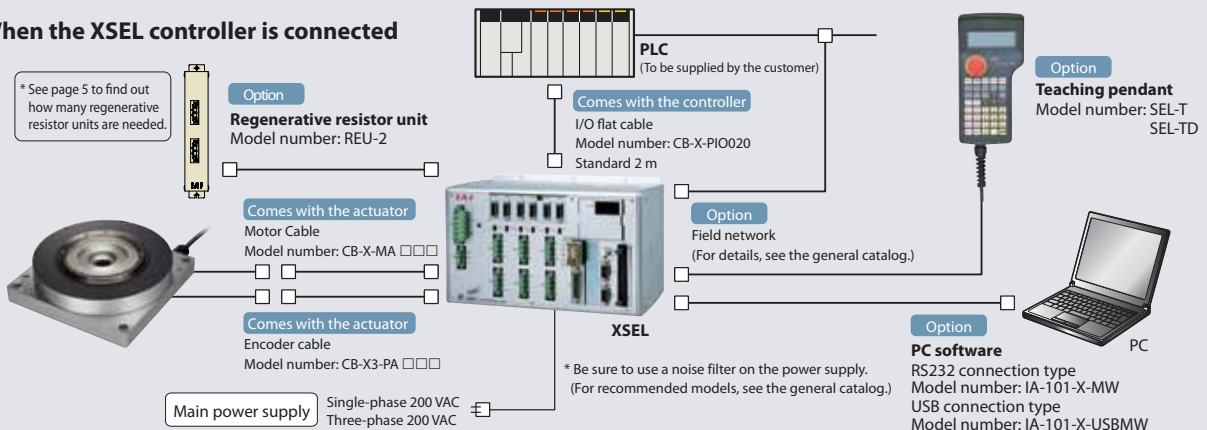 When the XSEL controller is connected
* See page 5 to find out
how many regenerative
resistor units are needed.
Option
Regenerative resistor unit
Model number: REU-2
PLC
(To be supplied by the customer)
Comes with the controller
I/O flat cable
Model number: CB-X-PIO020
Standard 2 m
Option
Teaching pendant
Model number: SEL-T
SEL-TD
Comes with the actuator
Motor Cable
Model number: CB-X-MA □□□
Option
Field network
(For details, see the general catalog.)
Comes with the actuator
Encoder cable
Model number: CB-X3-PA □□□
XSEL
* Be sure to use a noise filter on the power supply.
(For recommended models, see the general catalog.)
Main power supply
Single-phase 200 VAC
Three-phase 200 VAC
PC
Option
PC software
RS232 connection type
Model number: IA-101-X-MW
USB connection type
Model number: IA-101-X-USBMW